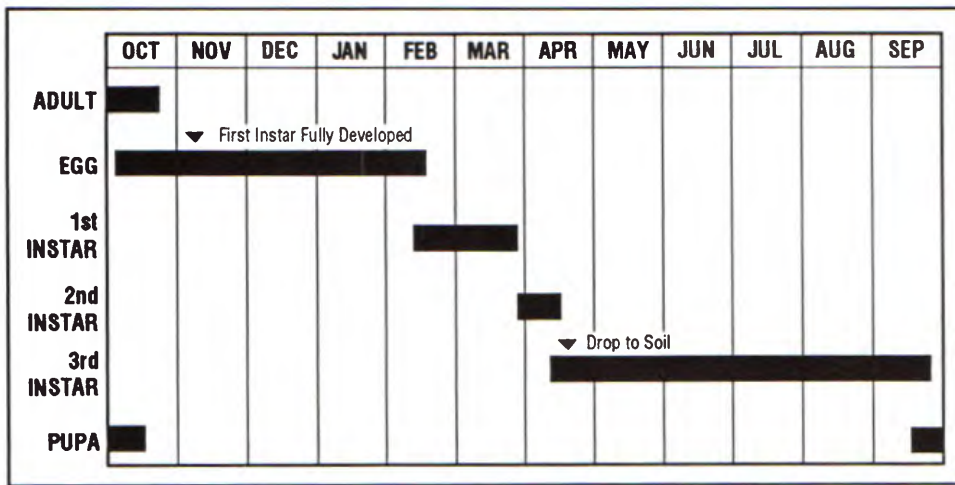 OCT NOV DEC JAN FEB MAR APR MAY JUN JUL AUG SEP
ADULT
First Instar Fully Developed
EGG
1st
INSTAR
2nd
INSTAR
Drop to Soil
3rd
INSTAR
PUPA